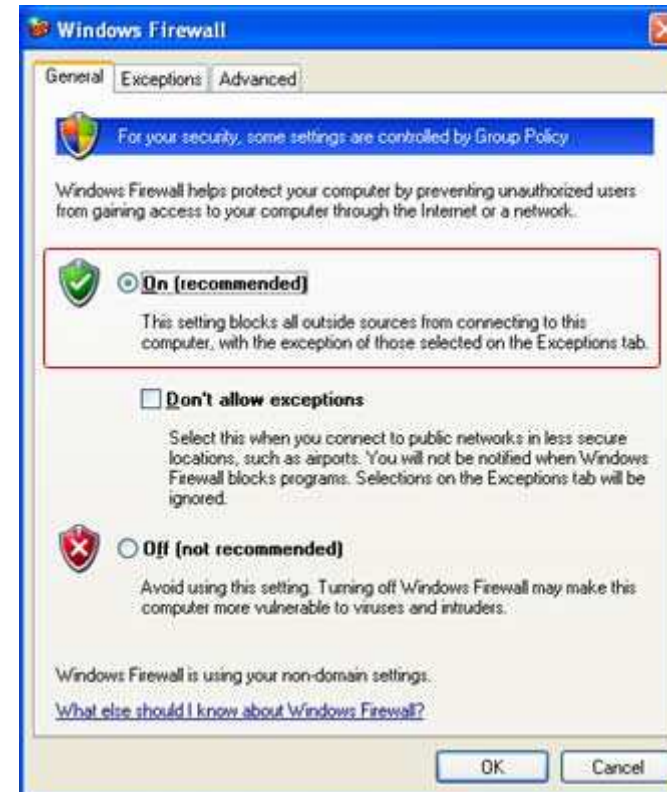 Windows Firewall
General Exceptions Advanced
For your security, some settings are controlled by Group Policy
Windows Firewall helps protect your computer by preventing unauthorized users
from gaining access to your computer through the Internet or a network.
On (recommended)
This setting blocks all outside sources from connecting to this
computer, with the exception of those selected on the Exceptions tab.
Don't allow exceptions
Select this when you connect to public networks in less secure
locations, such as airports. You will not be notified when Windows
Firewall blocks programs. Selections on the Exceptions tab will be
ignored.
Off (not recommended)
Avoid using this setting. Turning off Windows Firewall may make this
computer more vulnerable to viruses and intruders.
Windows Firewall is using your non-domain settings.
What else should I know about Windows Firewall?
OK Cancel